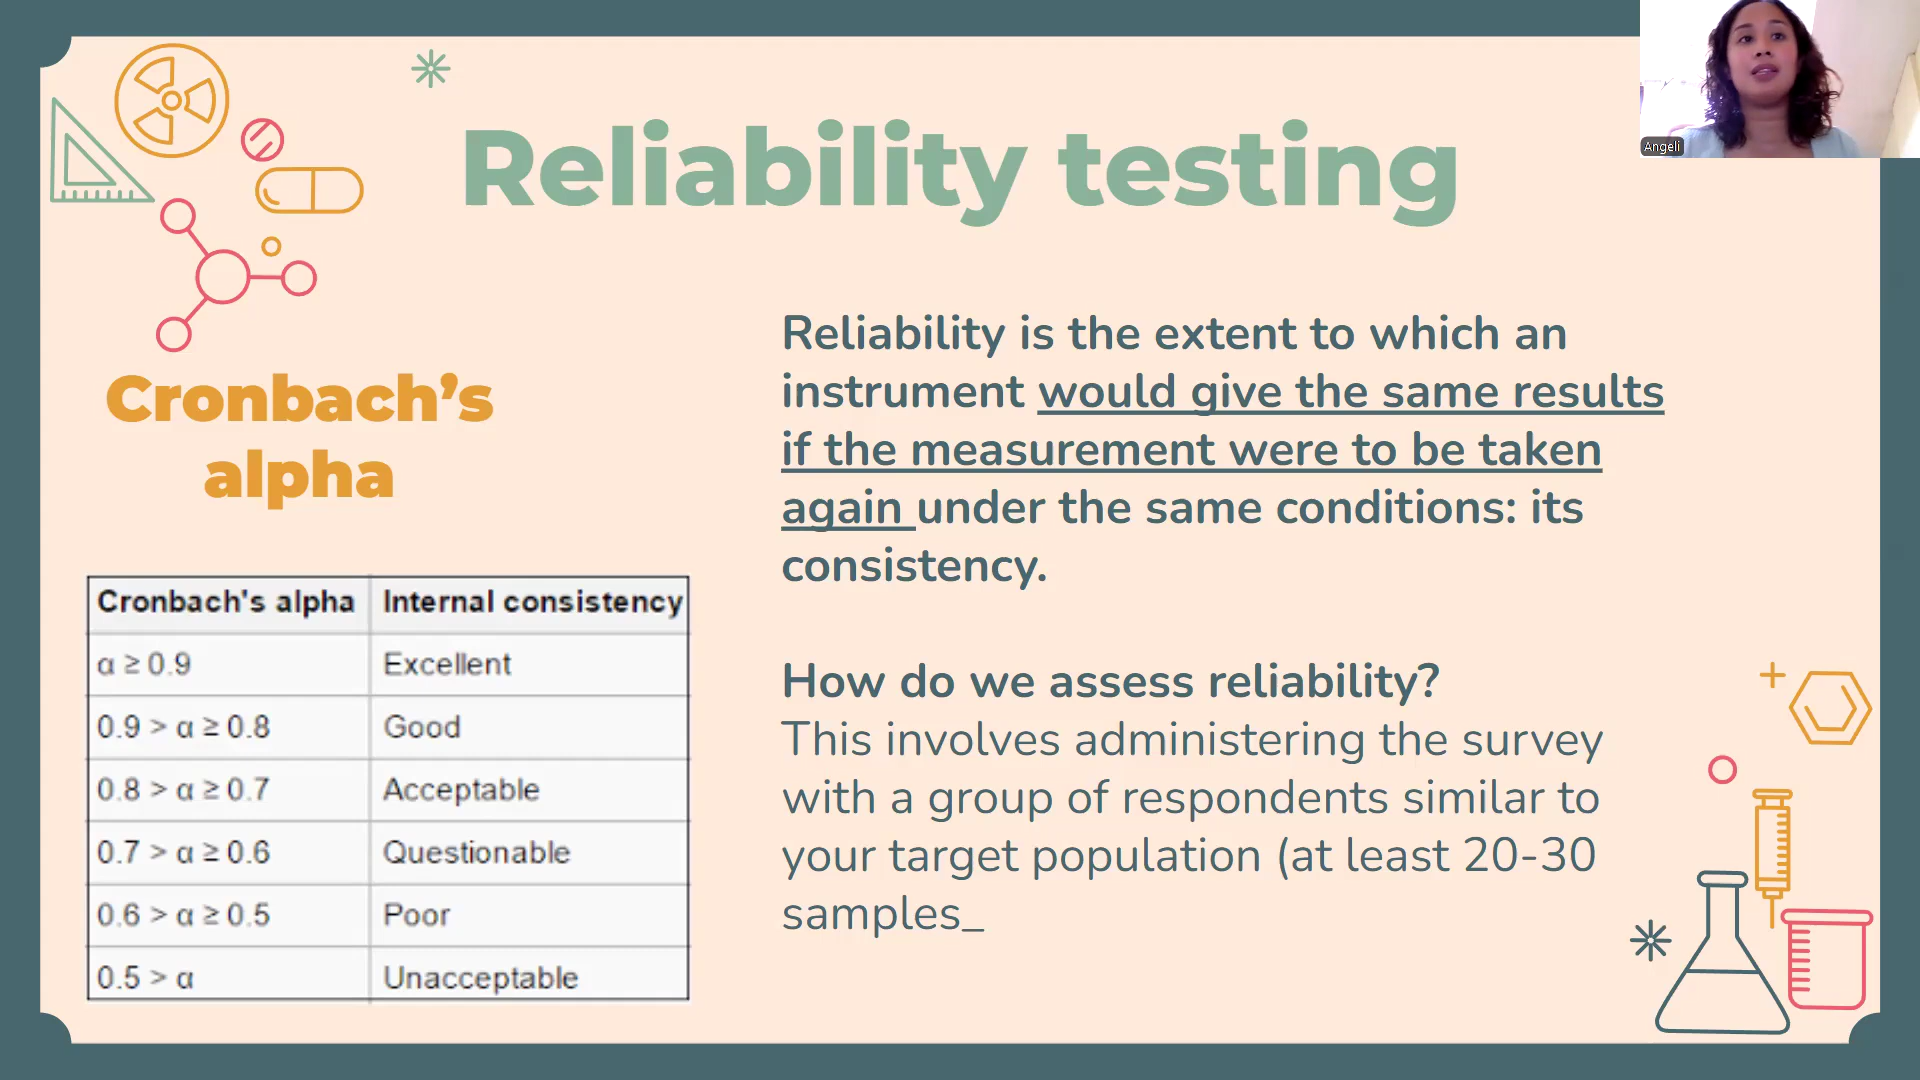 Angeli
Reliability testing
Cronbach’s
alpha
Cronbach's alpha Internal consistency
α ≥ 0.9 Excellent
0.9 > α ≥ 0.8 Good
0.8 > α ≥ 0.7 Acceptable
0.7 > α ≥ 0.6 Questionable
0.6 > α ≥ 0.5 Poor
0.5 > α Unacceptable
Reliability is the extent to which an
instrument would give the same results
if the measurement were to be taken
again under the same conditions: its
consistency.
How do we assess reliability?
This involves administering the survey
with a group of respondents similar to
your target population (at least 20-30
samples_